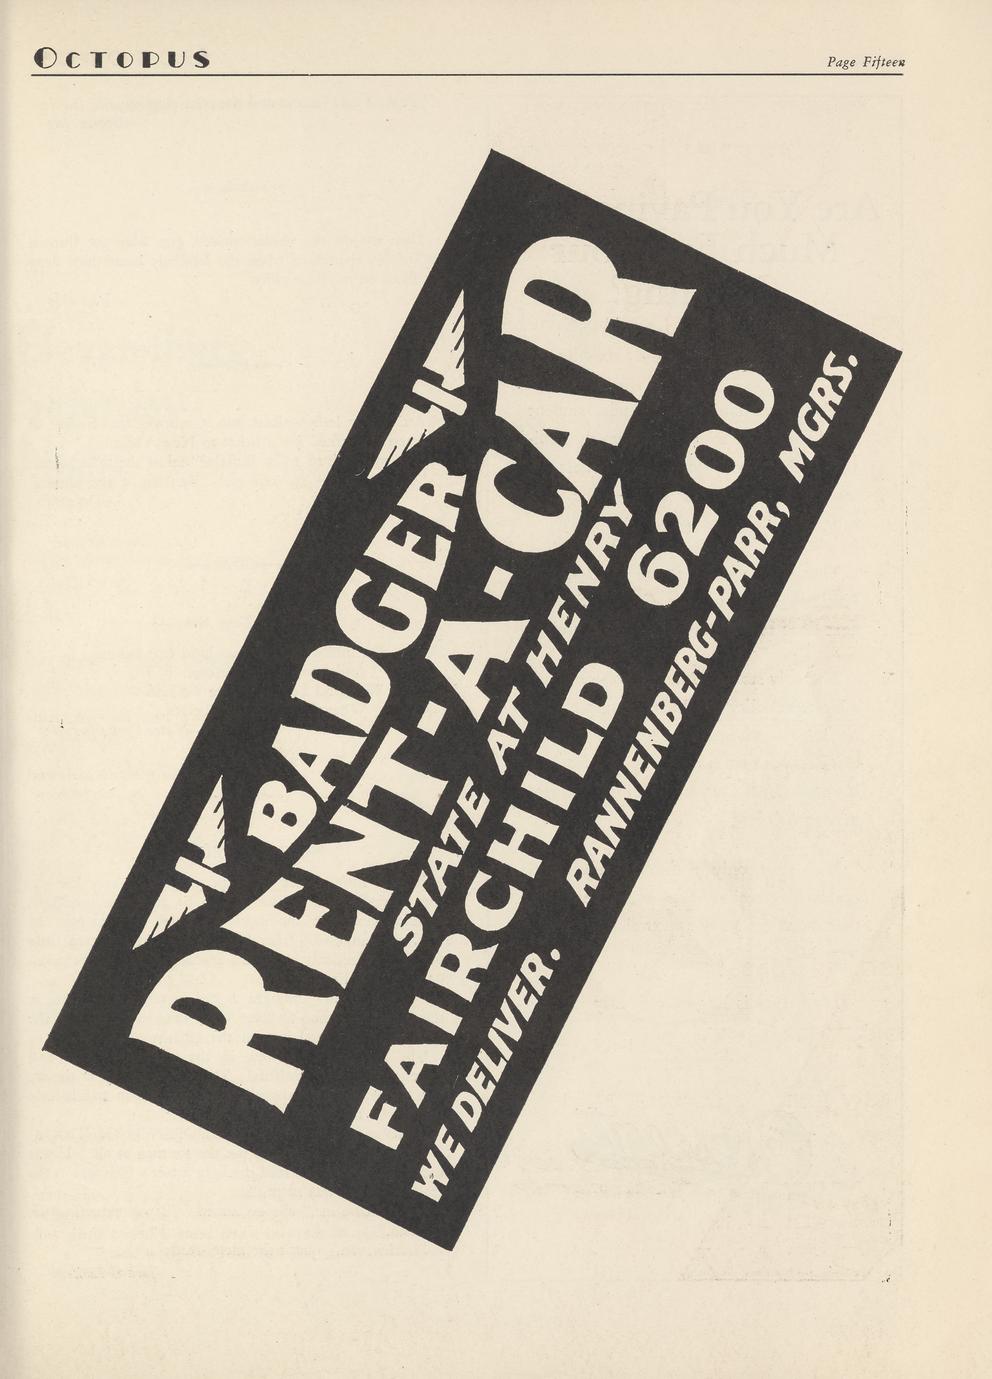 OCTOPUS
Page Fifteen
BADGER
RENT-A-CAR
STATE AT HENRY
FAIRCHILD 6200
WE DELIVER. RANNENBERG-PARR, MGRS.